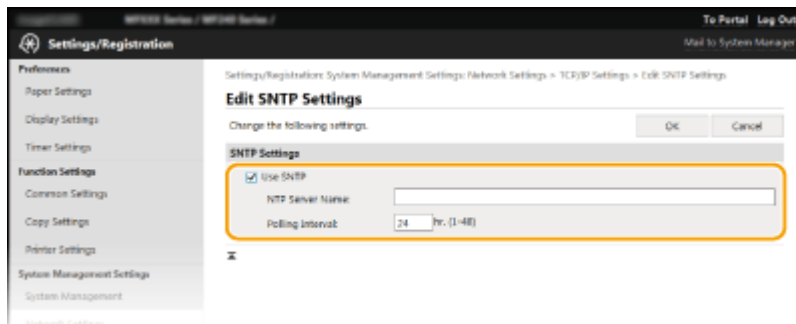 MF240 Series /
To Portal Log Out
Settings/Registration
Mail to System Manager
Preferences
Paper Settings
Display Settings
Timer Settings
Function Settings
Common Settings
Copy Settings
Printer Settings
System Management Settings
System Management
Settings/Registration: System Management Settings: Network Settings > TCP/IP Settings > Edit SNTP Settings
Edit SNTP Settings
Change the following settings.
OK
Cancel
SNTP Settings
Use SNTP
NTP Server Name:
Polling Interval:
24 hr. (1-48)